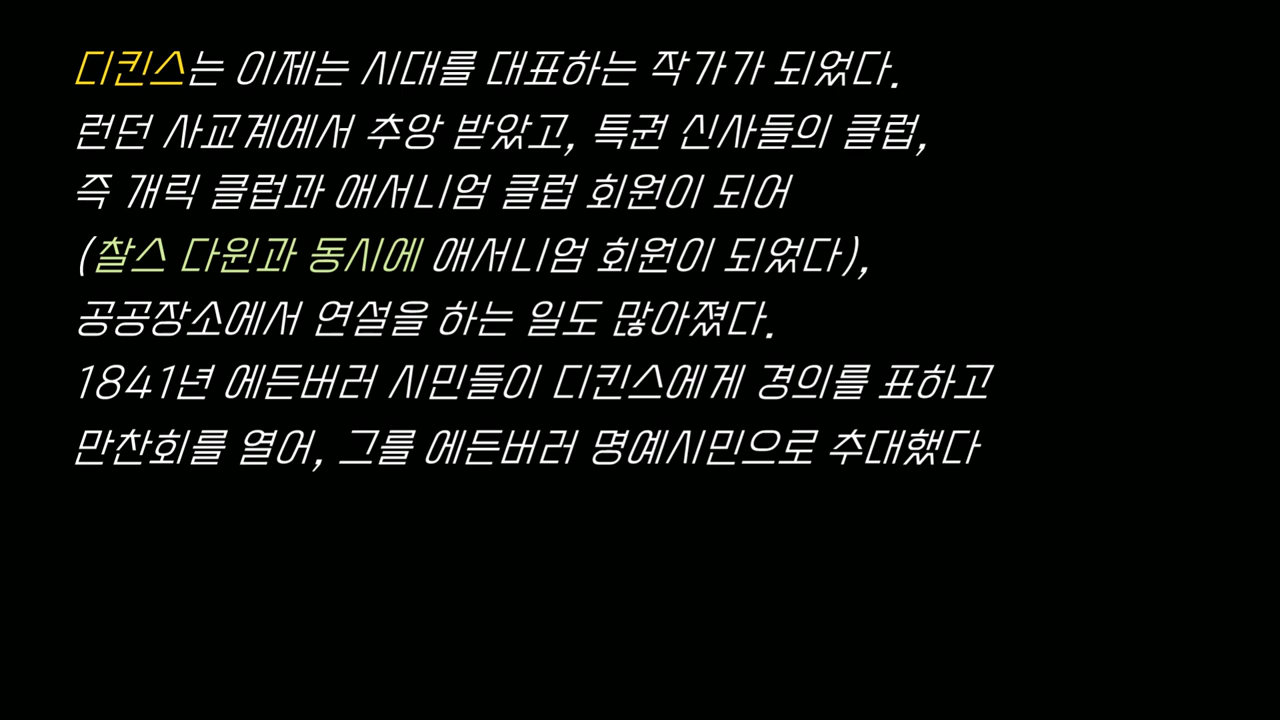 디킨스는 이제는 시대를 대표하는 작가가 되었다.
런던 사교계에서 추앙 받았고, 특권 신사들의 클럽,
즉 개릭 클럽과 애서니엄 클럽 회원이 되어
(찰스 다윈과 동시에 애서니엄 회원이 되었다),
공공장소에서 연설을 하는 일도 많아졌다.
1841년 에든버러 시민들이 디킨스에게 경의를 표하고
만찬회를 열어, 그를 에든버러 명예시민으로 추대했다